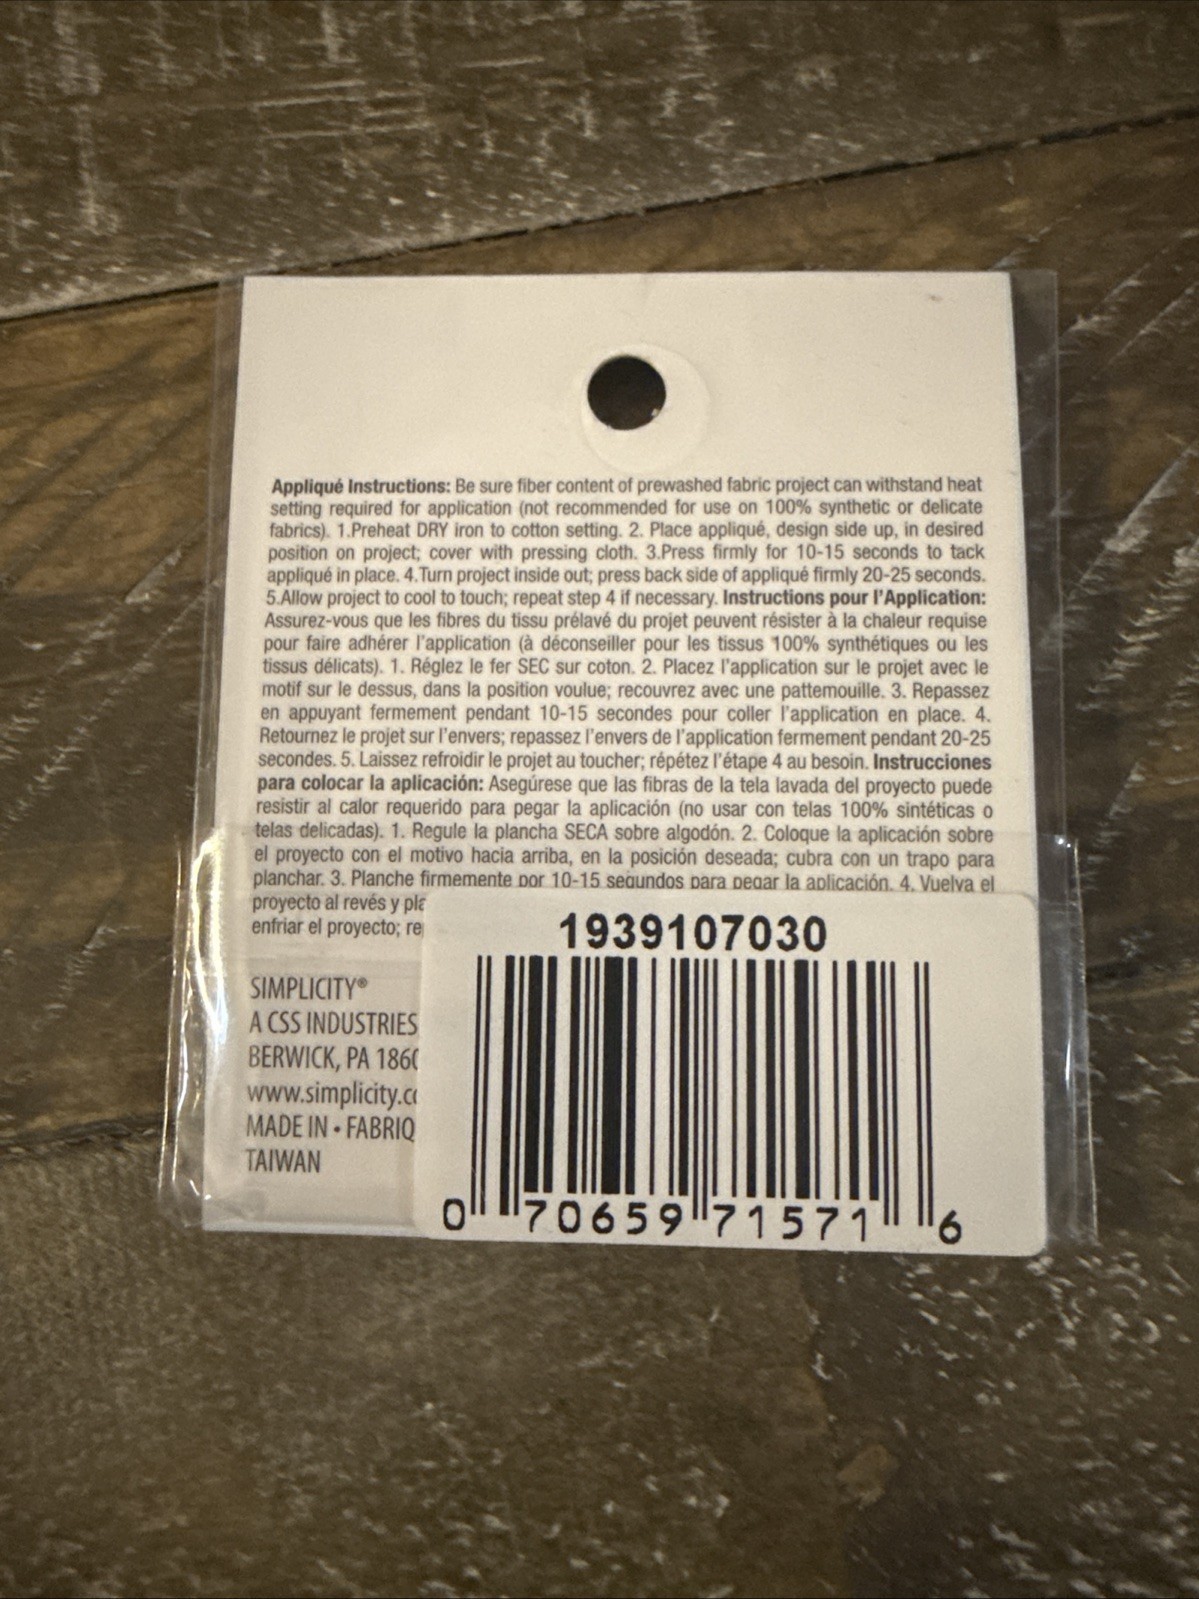 Appliqué Instructions: Be sure fiber content of prewashed fabric project can withstand heat
setting required for application (not recommended for use on 100% synthetic or delicate
fabrics). 1.Preheat DRY iron to cotton setting. 2. Place appliqué, design side up, in desired
position on project; cover with pressing cloth. 3.Press firmly for 10-15 seconds to tack
appliqué in place. 4.Turn project inside out; press back side of appliqué firmly 20-25 seconds.
5.Allow project to cool to touch; repeat step 4 if necessary. Instructions pour l'Application:
Assurez-vous que les fibres du tissu prélavé du projet peuvent résister à la chaleur requise
pour faire adhérer l'application (à déconseiller pour les tissus 100% synthétiques ou les
tissus délicats). 1. Réglez le fer SEC sur coton. 2. Placez l'application sur le projet avec le
motif sur le dessus, dans la position voulue; recouvrez avec une pattemouille. 3. Repassez
en appuyant fermement pendant 10-15 secondes pour coller l'application en place. 4.
Retournez le projet sur l'envers; repassez l'envers de l'application fermement pendant 20-25
secondes. 5. Laissez refroidir le projet au toucher; répétez l'étape 4 au besoin. Instrucciones
para colocar la aplicación: Asegúrese que las fibras de la tela lavada del proyecto puede
resistir al calor requerido para pegar la aplicación (no usar con telas 100% sintéticas o
telas delicadas). 1. Regule la plancha SECA sobre algodón. 2. Coloque la aplicación sobre
el proyecto con el motivo hacia arriba, en la posición deseada; cubra con un trapo para
planchar. 3. Planche firmemente por 10-15 segundos para pegar la aplicación. 4. Vuelva el
proyecto al revés y pla
enfriar el proyecto; re
SIMPLICITY®
A CSS INDUSTRIES
BERWICK, PA 1860
www.simplicity.co
MADE IN • FABRIQ
TAIWAN
1939107030
0 70659 71571 6